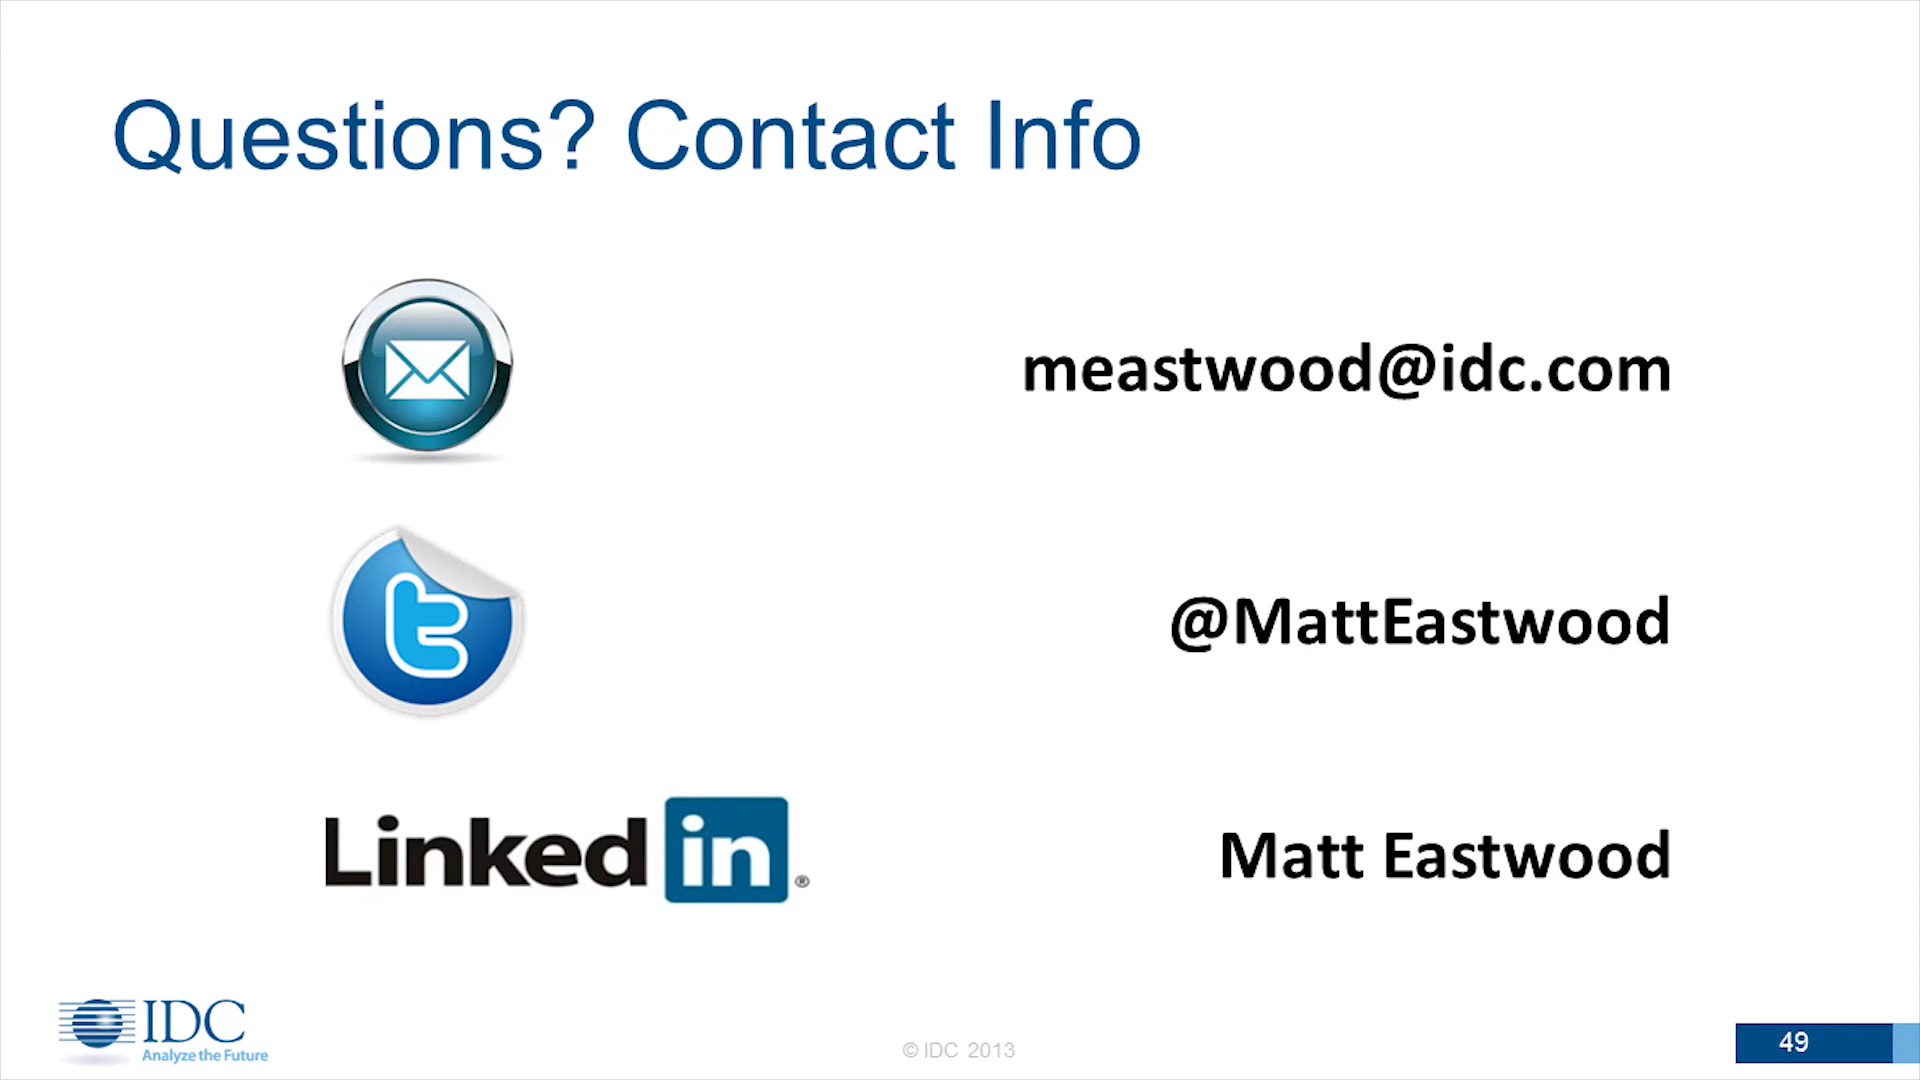 Questions? Contact Info
meastwood@idc.com
@MattEastwood
Linked in ®
Matt Eastwood
IDC
Analyze the Future
© IDC 2013
49